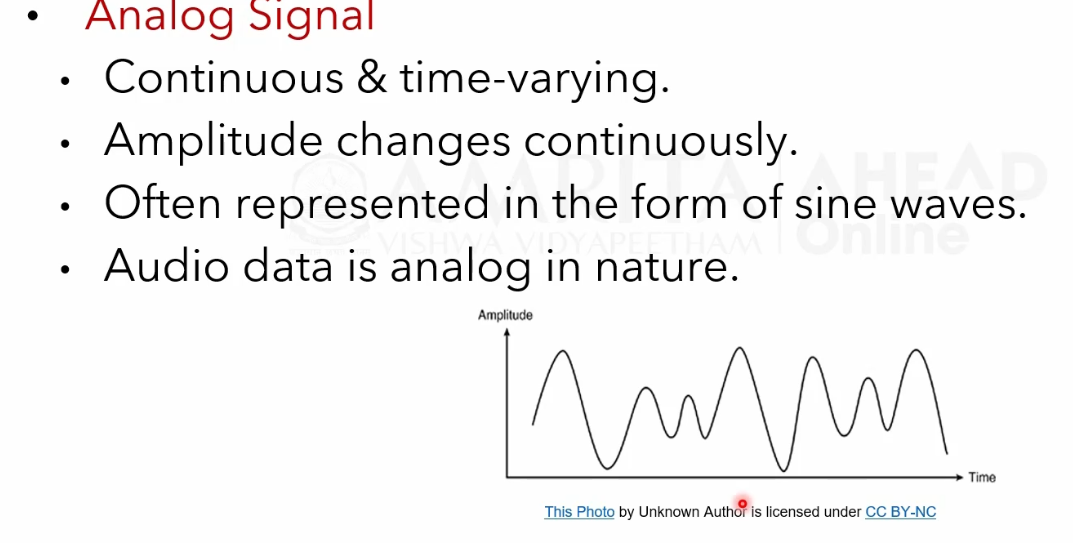 • Analog Signal
• Continuous & time-varying.
• Amplitude changes continuously.
• Often represented in the form of sine waves.
• Audio data is analog in nature.
AMRITA AHEAD
VISHWA VIDYAPEETHAM Online
Amplitude
Time
This Photo by Unknown Author is licensed under CC BY-NC